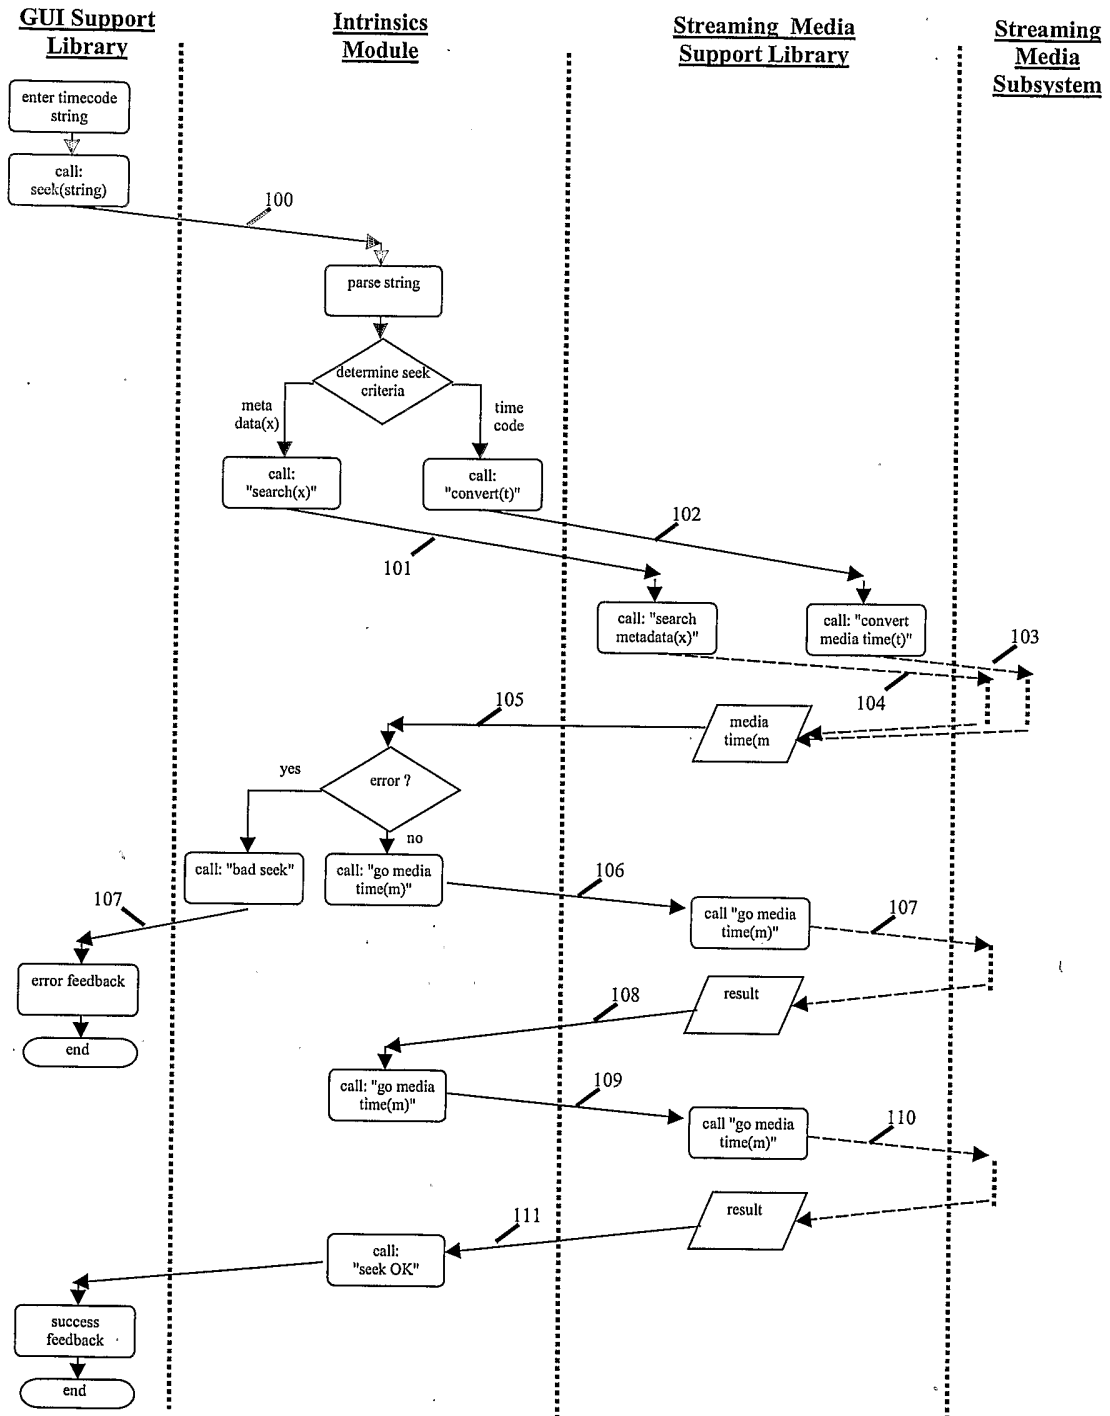 GUI Support
Library
Intrinsics
Module
Streaming Media
Support Library
Streaming
Media
Subsystem
enter timecode
string
call:
seek(string)
100
parse string
determine seek
criteria
meta
data(x)
time
code
call:
"search(x)"
call:
"convert(t)"
101
102
call: "search
metadata(x)"
call: "convert
media time(t)"
103
104
105
media
time(m
error ?
yes
no
call: "bad seek"
call: "go media
time(m)"
106
107
call "go media
time(m)"
107
error feedback
end
result
108
call: "go media
time(m)"
109
call "go media
time(m)"
110
result
111
call:
"seek OK"
success
feedback
end